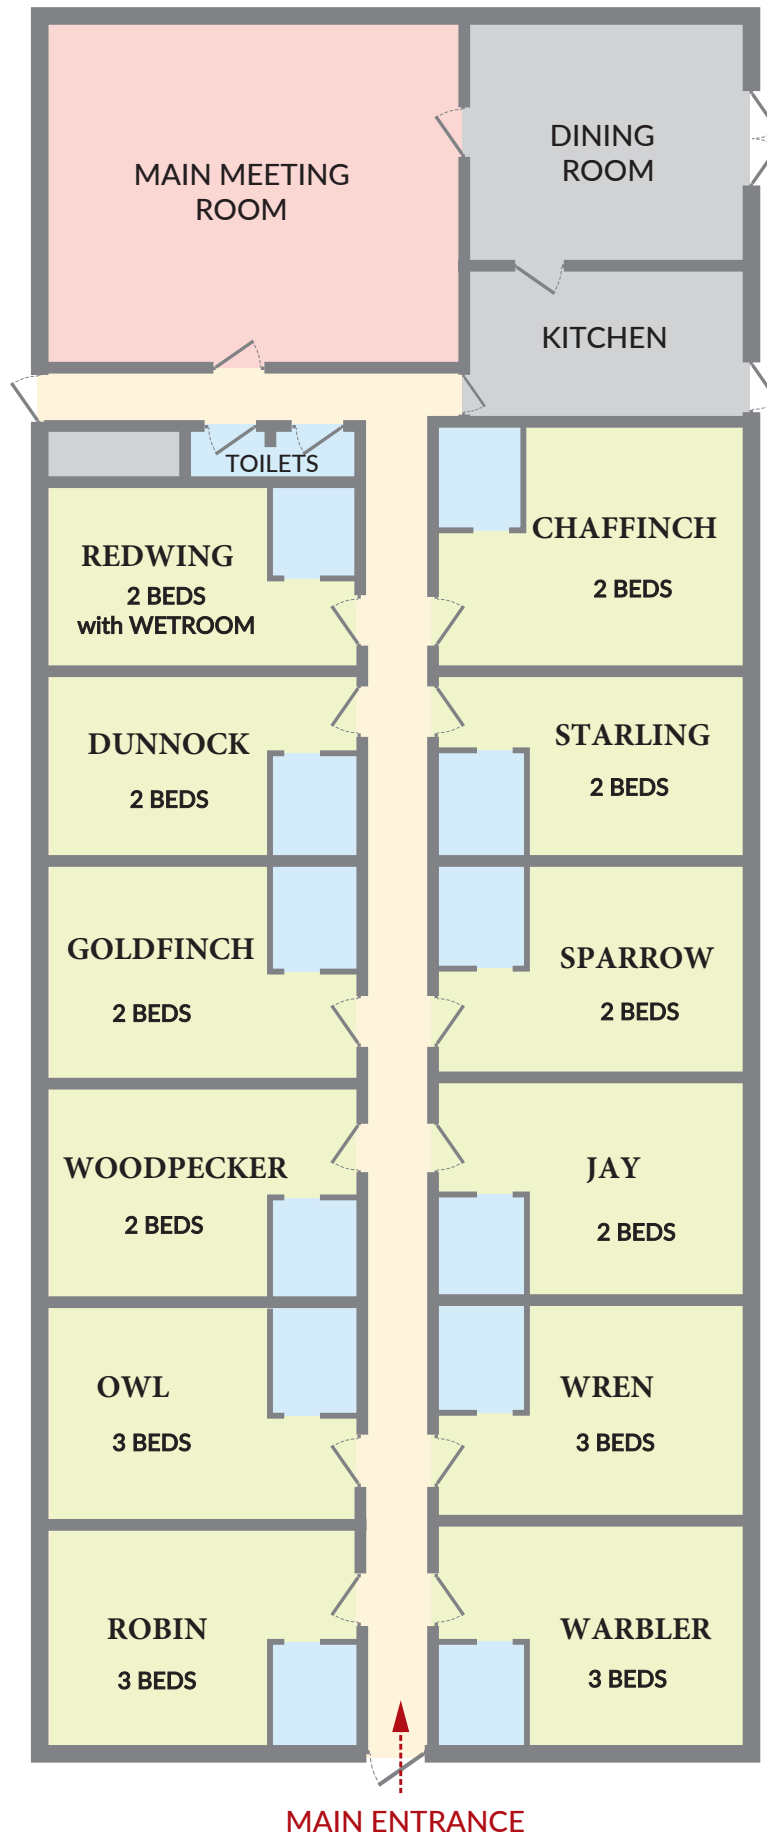 MAIN MEETING
ROOM
DINING
ROOM
KITCHEN
TOILETS
REDWING
2 BEDS
with WETROOM
CHAFFINCH
2 BEDS
DUNNOCK
2 BEDS
STARLING
2 BEDS
GOLDFINCH
2 BEDS
SPARROW
2 BEDS
WOODPECKER
2 BEDS
JAY
2 BEDS
OWL
3 BEDS
WREN
3 BEDS
ROBIN
3 BEDS
WARBLER
3 BEDS
MAIN ENTRANCE